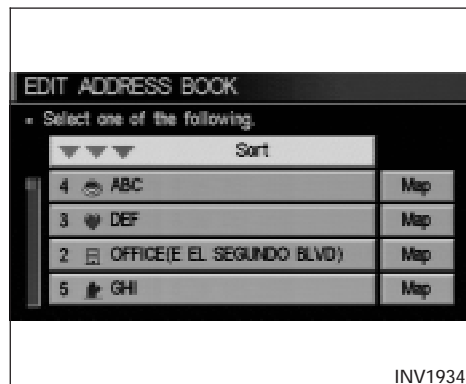 EDIT ADDRESS BOOK
Select one of the following.
Sort
4 ABC Map
3 DEF Map
2 OFFICE(E EL SEGUNDO BLVD) Map
5 GHI Map
INV1934